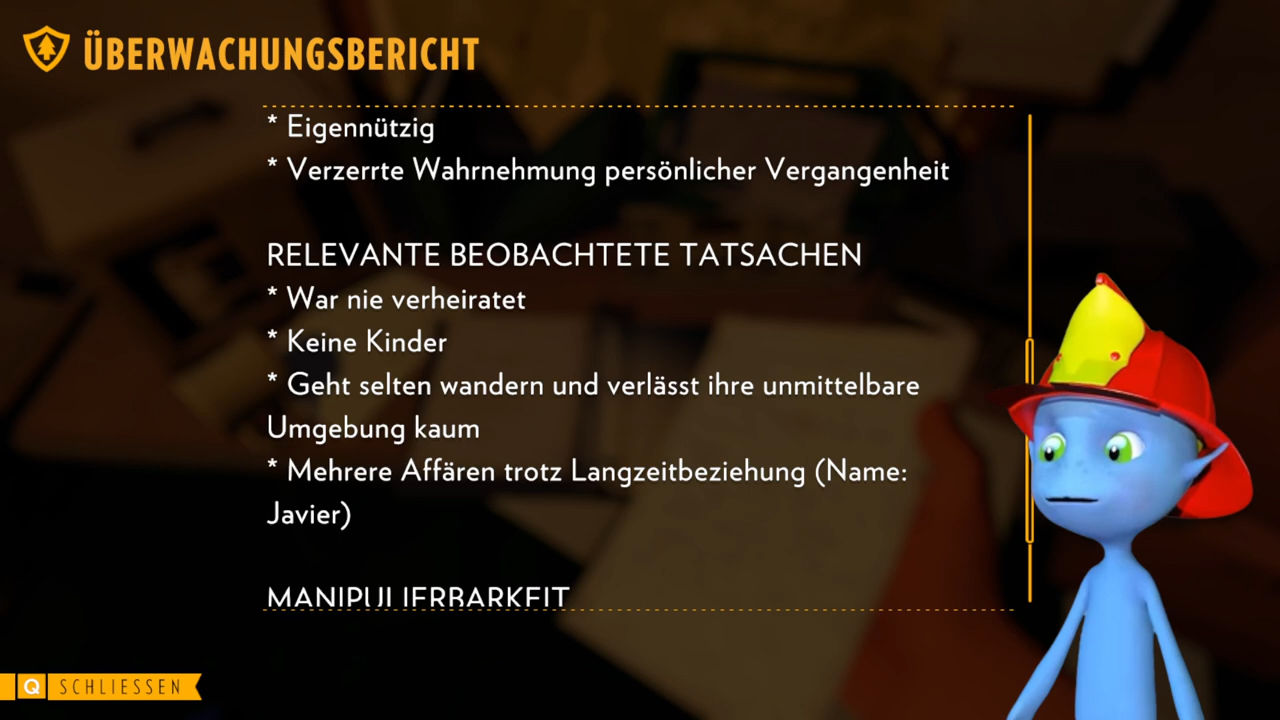 ÜBERWACHUNGSBERICHT
* Eigennützig
* Verzerrte Wahrnehmung persönlicher Vergangenheit
RELEVANTE BEOBACHTETE TATSACHEN
* War nie verheiratet
* Keine Kinder
* Geht selten wandern und verlässt ihre unmittelbare
Umgebung kaum
* Mehrere Affären trotz Langzeitbeziehung (Name:
Javier)
MANIPULIERBARKEIT
Q SCHLIESSEN